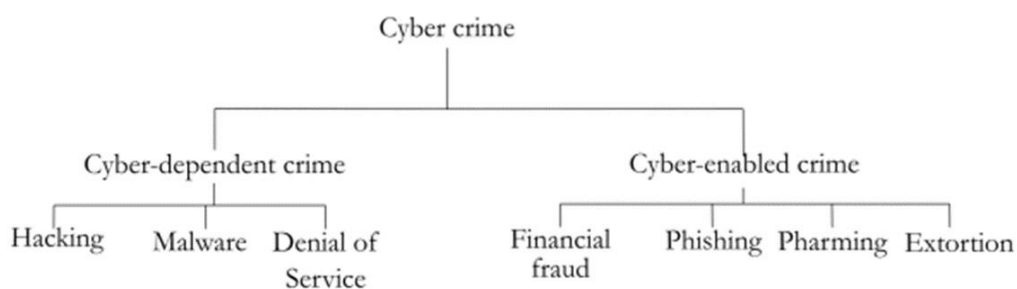 Cyber crime
Cyber-dependent crime
Cyber-enabled crime
Hacking
Malware
Denial of
Service
Financial
fraud
Phishing
Pharming
Extortion